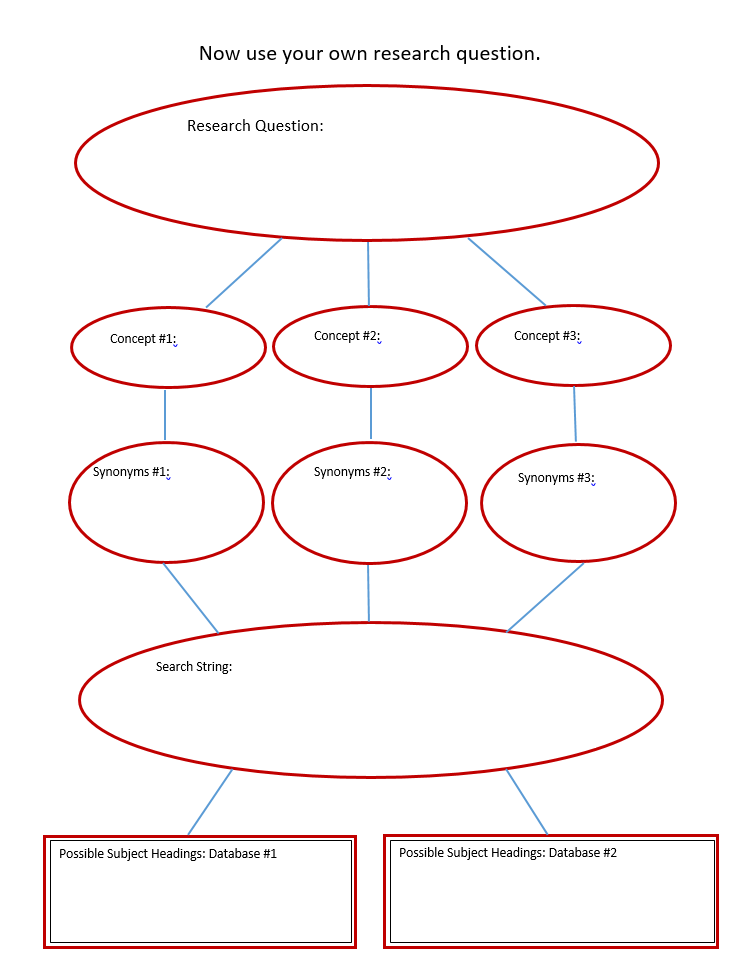 Now use your own research question.
Research Question:
Concept #1:
Concept #2:
Concept #3:
Synonyms #1:
Synonyms #2:
Synonyms #3:
Search String:
Possible Subject Headings: Database #1
Possible Subject Headings: Database #2